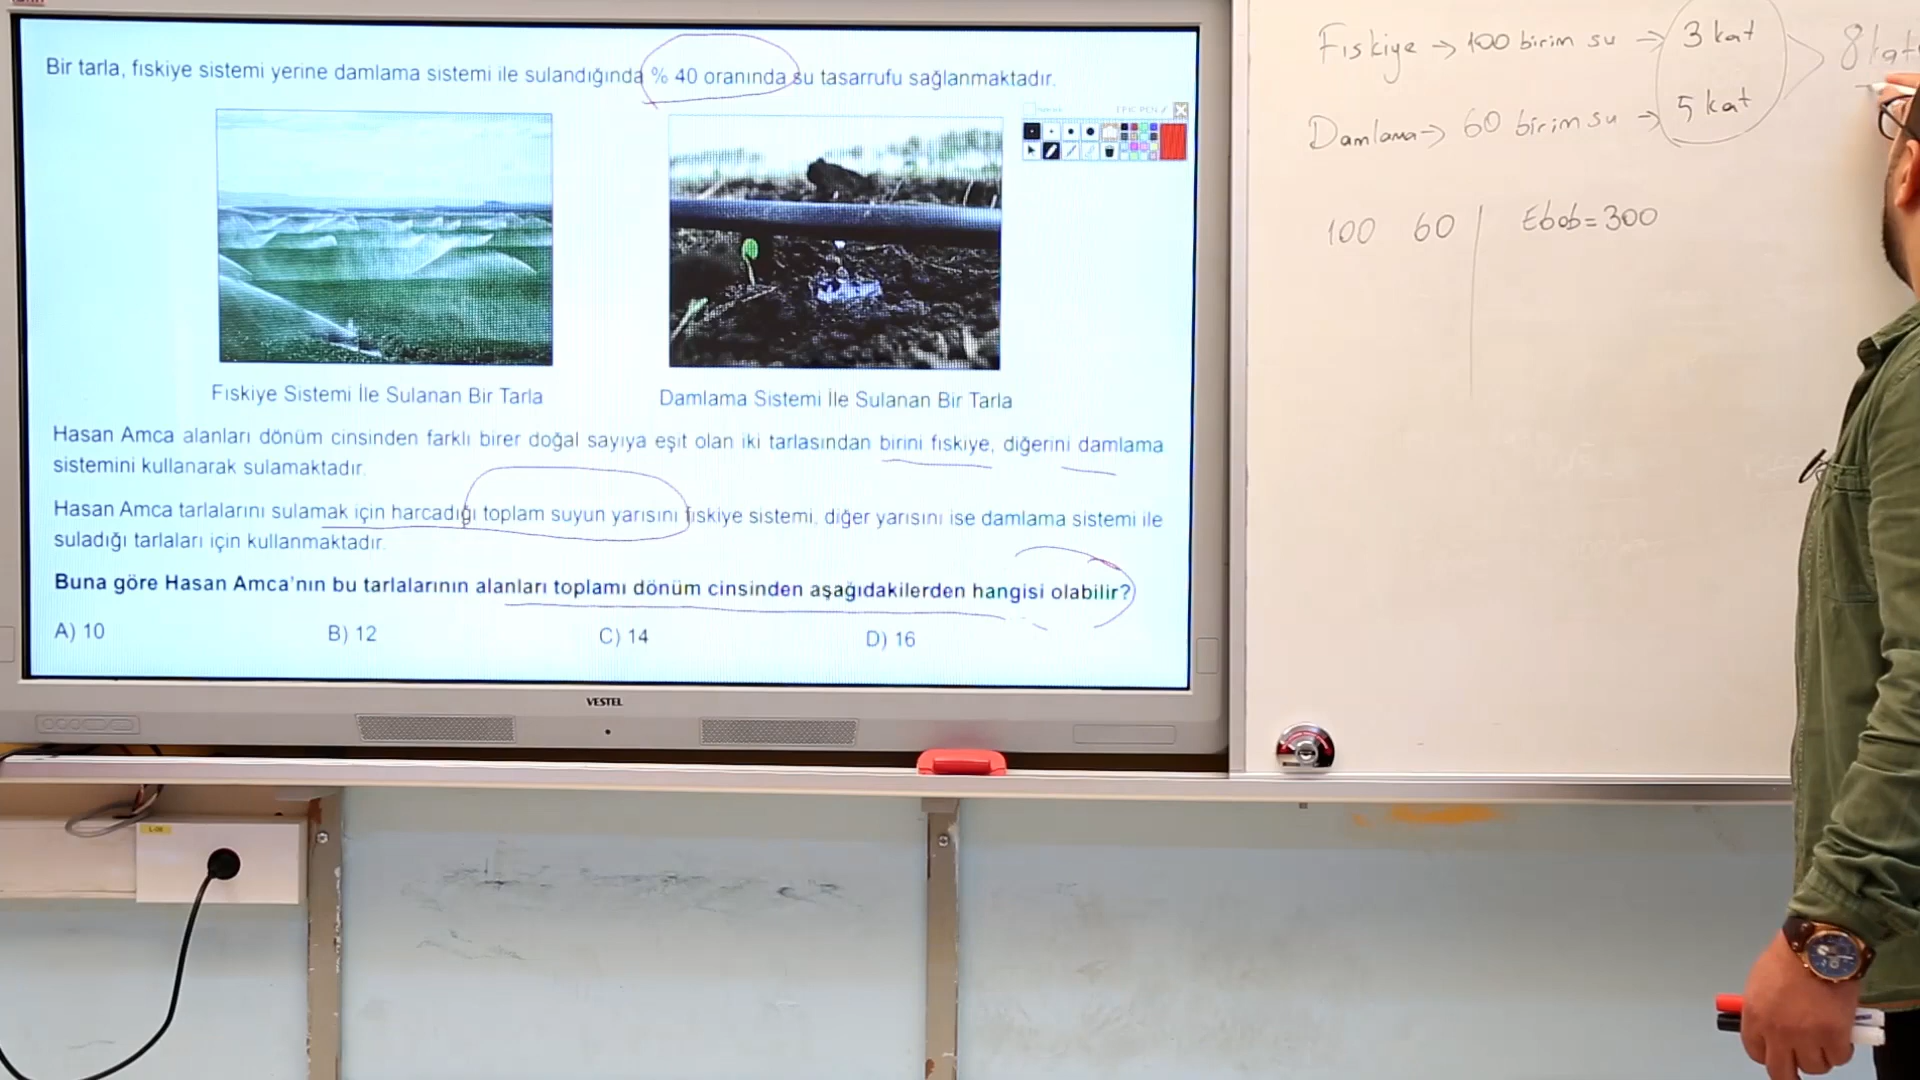 Bir tarla, fıskiye sistemi yerine damlama sistemi ile sulandığında % 40 oranında su tasarrufu sağlanmaktadır.
EPIC PEN
Fıskiye Sistemi İle Sulanan Bir Tarla
Damlama Sistemi İle Sulanan Bir Tarla
Hasan Amca alanları dönüm cinsinden farklı birer doğal sayıya eşit olan iki tarlasından birini fıskiye, diğerini damlama
sistemini kullanarak sulamaktadır.
Hasan Amca tarlalarını sulamak için harcadığı toplam suyun yarısını fıskiye sistemi, diğer yarısını ise damlama sistemi ile
suladığı tarlaları için kullanmaktadır.
Buna göre Hasan Amca'nın bu tarlalarının alanları toplamı dönüm cinsinden aşağıdakilerden hangisi olabilir?
A) 10 B) 12 C) 14 D) 16
VESTEL
Fıskiye → 100 birim su → 3 kat
8 katı
Damlama → 60 birim su → 5 kat
100 60 Ebob = 300